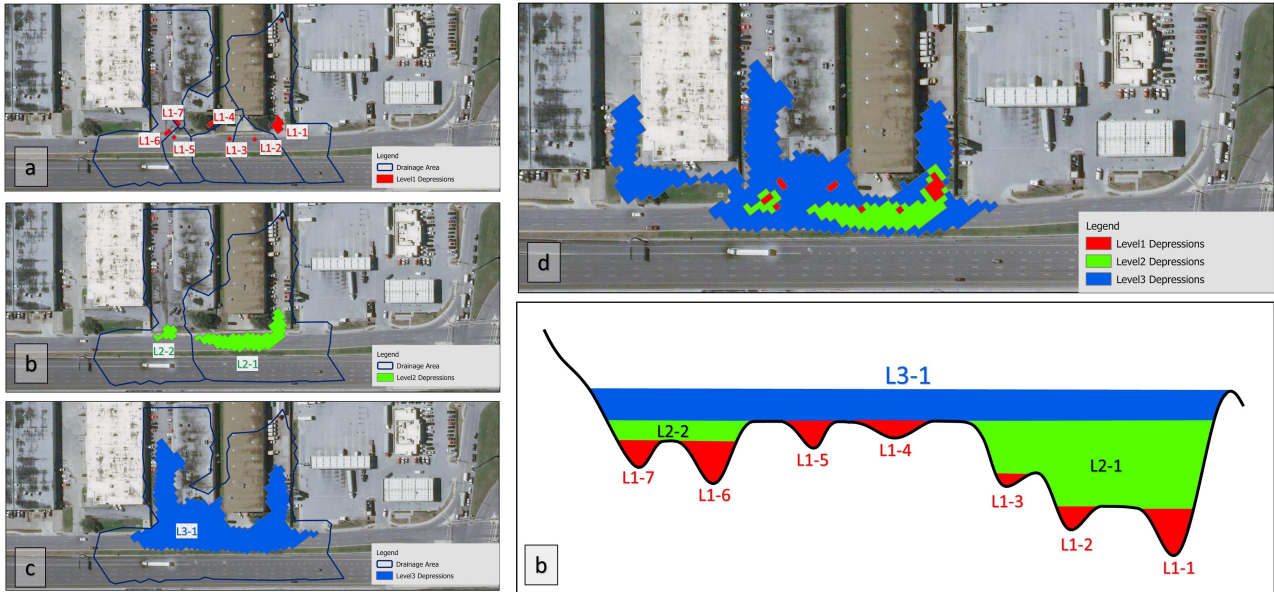 L1-7
L1-4
L1-1
L1-6
L1-5
L1-3
L1-2
Legend
Drainage Area
Level1 Depressions
a
L2-2
L2-1
Legend
Drainage Area
Level2 Depressions
b
L3-1
Legend
Drainage Area
Level3 Depressions
c
Legend
Level1 Depressions
Level2 Depressions
Level3 Depressions
d
L3-1
L2-2
L1-7
L1-6
L1-5
L1-4
L2-1
L1-3
L1-2
L1-1
b